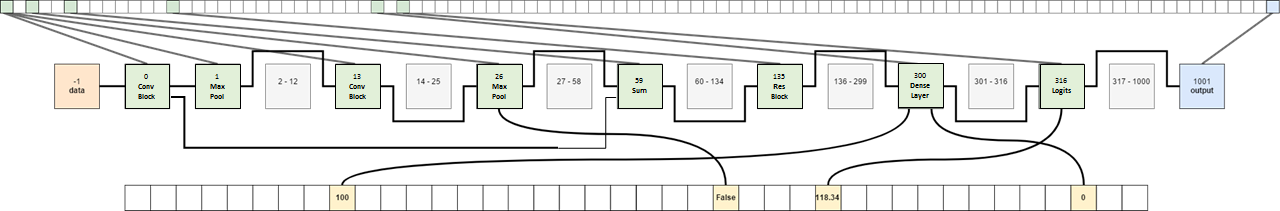 -1
data
0
Conv
Block
1
Max
Pool
2 - 12
13
Conv
Block
14 - 25
26
Max
Pool
27 - 58
59
Sum
60 - 134
135
Res
Block
136 - 299
300
Dense
Layer
301 - 316
316
Logits
317 - 1000
1001
output
100
False
118.34
0